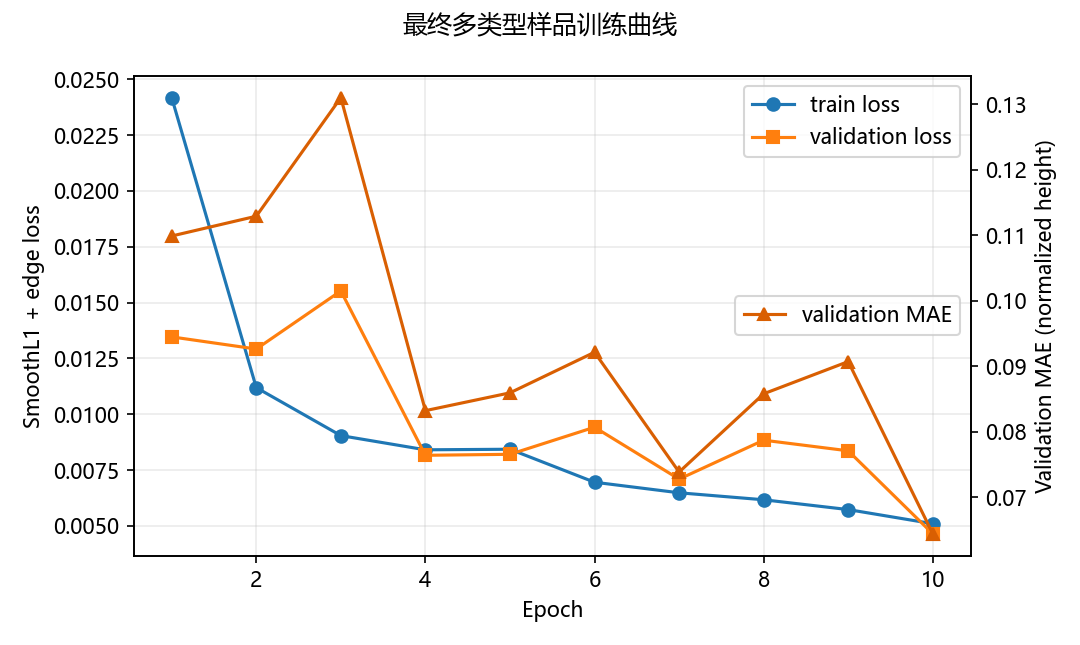 最终多类型样品训练曲线
0.0250
0.0225
0.0200
0.0175
0.0150
0.0125
0.0100
0.0075
0.0050
SmoothL1 + edge loss
train loss
validation loss
validation MAE
0.13
0.12
0.11
0.10
0.09
0.08
0.07
Validation MAE (normalized height)
2 4 6 8 10
Epoch